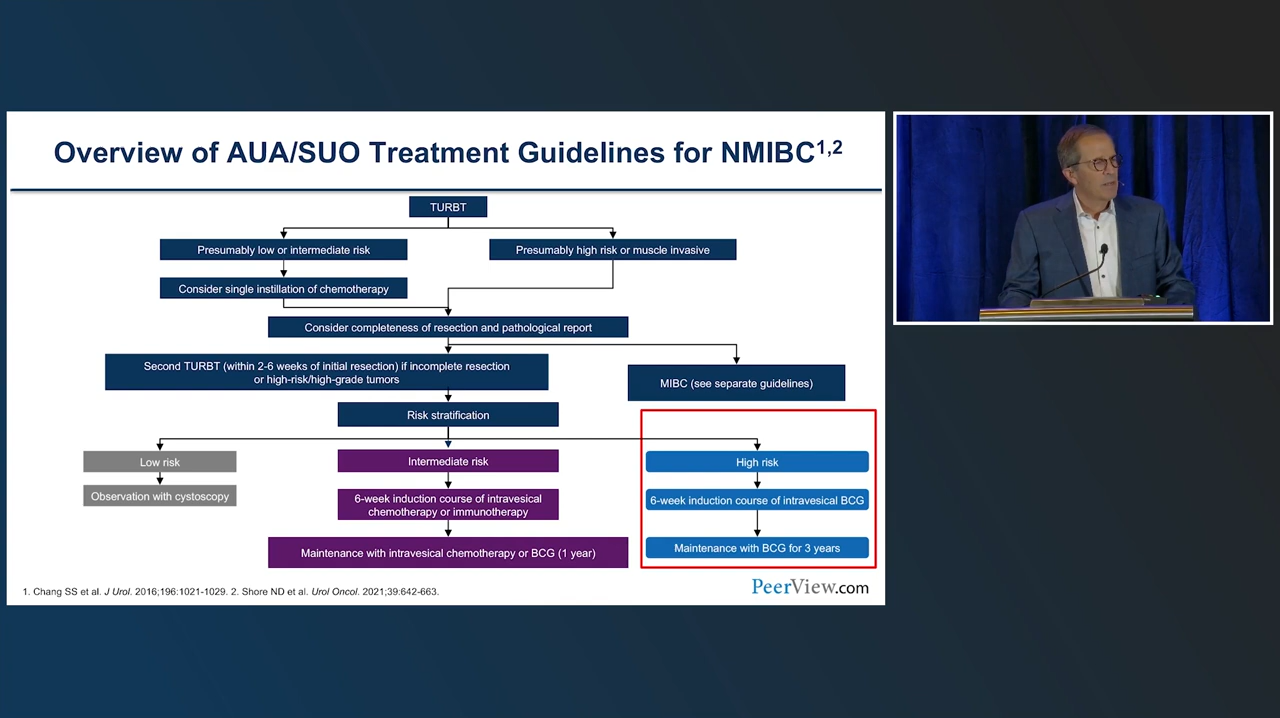 Overview of AUA/SUO Treatment Guidelines for NMIBC1,2
TURBT
Presumably low or intermediate risk
Presumably high risk or muscle invasive
Consider single instillation of chemotherapy
Consider completeness of resection and pathological report
Second TURBT (within 2-6 weeks of initial resection) if incomplete resection
or high-risk/high-grade tumors
MIBC (see separate guidelines)
Risk stratification
Low risk
Intermediate risk
High risk
Observation with cystoscopy
6-week induction course of intravesical
chemotherapy or immunotherapy
6-week induction course of intravesical BCG
Maintenance with intravesical chemotherapy or BCG (1 year)
Maintenance with BCG for 3 years
1. Chang SS et al. J Urol. 2016;196:1021-1029. 2. Shore ND et al. Urol Oncol. 2021;39:642-663.
PeerView.com